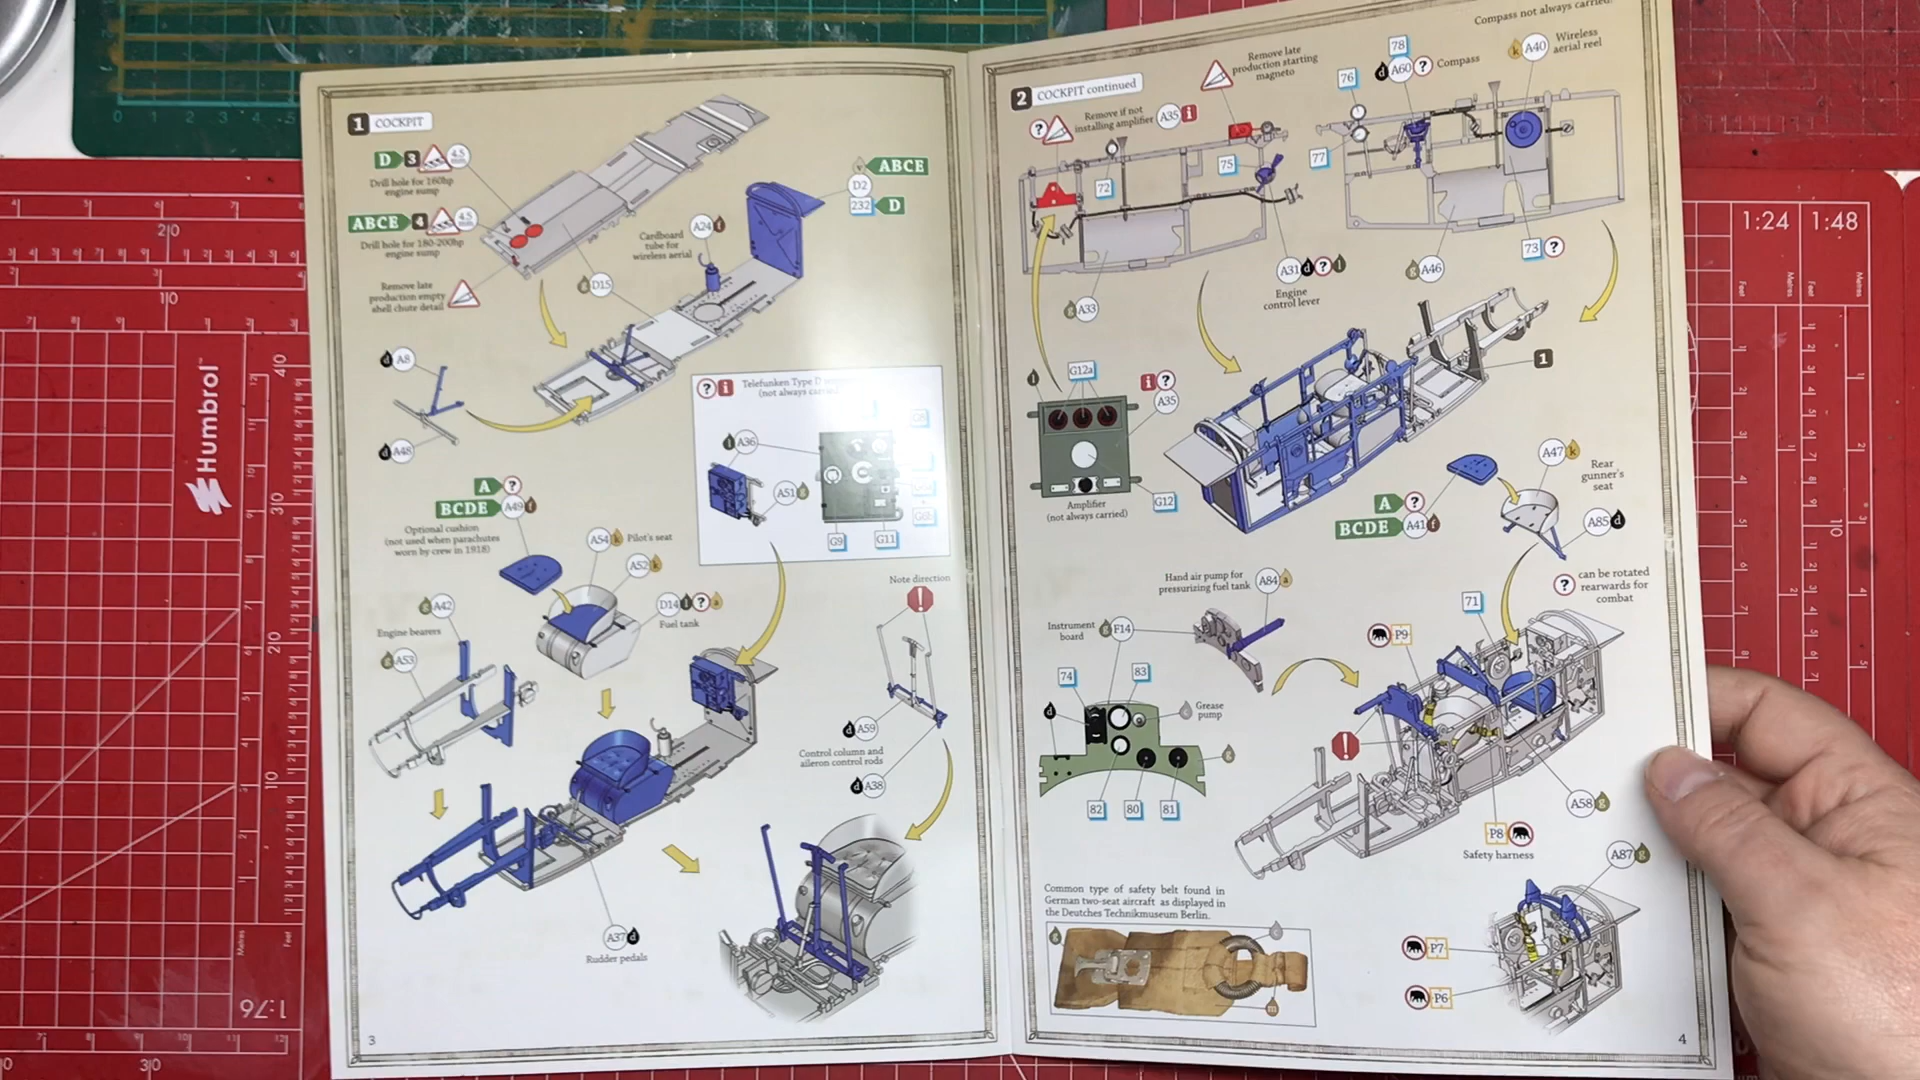 1 COCKPIT
D 3 4.5
Drill hole for 160hp
engine sump
ABCE 4 4.5
Drill hole for 180-200hp
engine sump
Remove late
production empty
shell chute detail
g D15
Cardboard
tube for
wireless aerial
A24 f
ABCE
D2
232 D
d A8
d A48
? i Telefunken Type D
(not always carried
A36
A51 g
G9
G11
A ?
BCDE A49 f
Optional cushion
(not used when parachutes
worn by crew in 1918)
A54 k Pilot's seat
A52 k
D14 ? a
Fuel tank
g A42
Engine bearers
g A53
Note direction
!
d A59
Control column and
aileron control rods
d A38
A37 d
Rudder pedals
3
2 COCKPIT continued
Compass not always carried.
? Remove if not
installing amplifier A35 i
Remove late
production starting
magneto
72
75
g A33
A31 d ? l
Engine
control lever
76
77
78
d A60 ? Compass
k A40 Wireless
aerial reel
73 ?
g A46
1
l
G12a
i ?
A35
G12
Amplifier
(not always carried)
A ?
BCDE A41 f
A47 k
Rear
gunner's
seat
A85 d
? can be rotated
rearwards for
combat
Hand air pump for
pressurizing fuel tank A84 a
Instrument
board g F14
74
83
d
c Grease
pump
g
82
80
81
71
P9
!
A58 g
P8
Safety harness
A87 g
P7
P6
Common type of safety belt found in
German two-seat aircraft as displayed in
the Deutches Technikmuseum Berlin.
g
c
m
4
Humbrol™
1:24
1:48
1:76
Metres
Feet